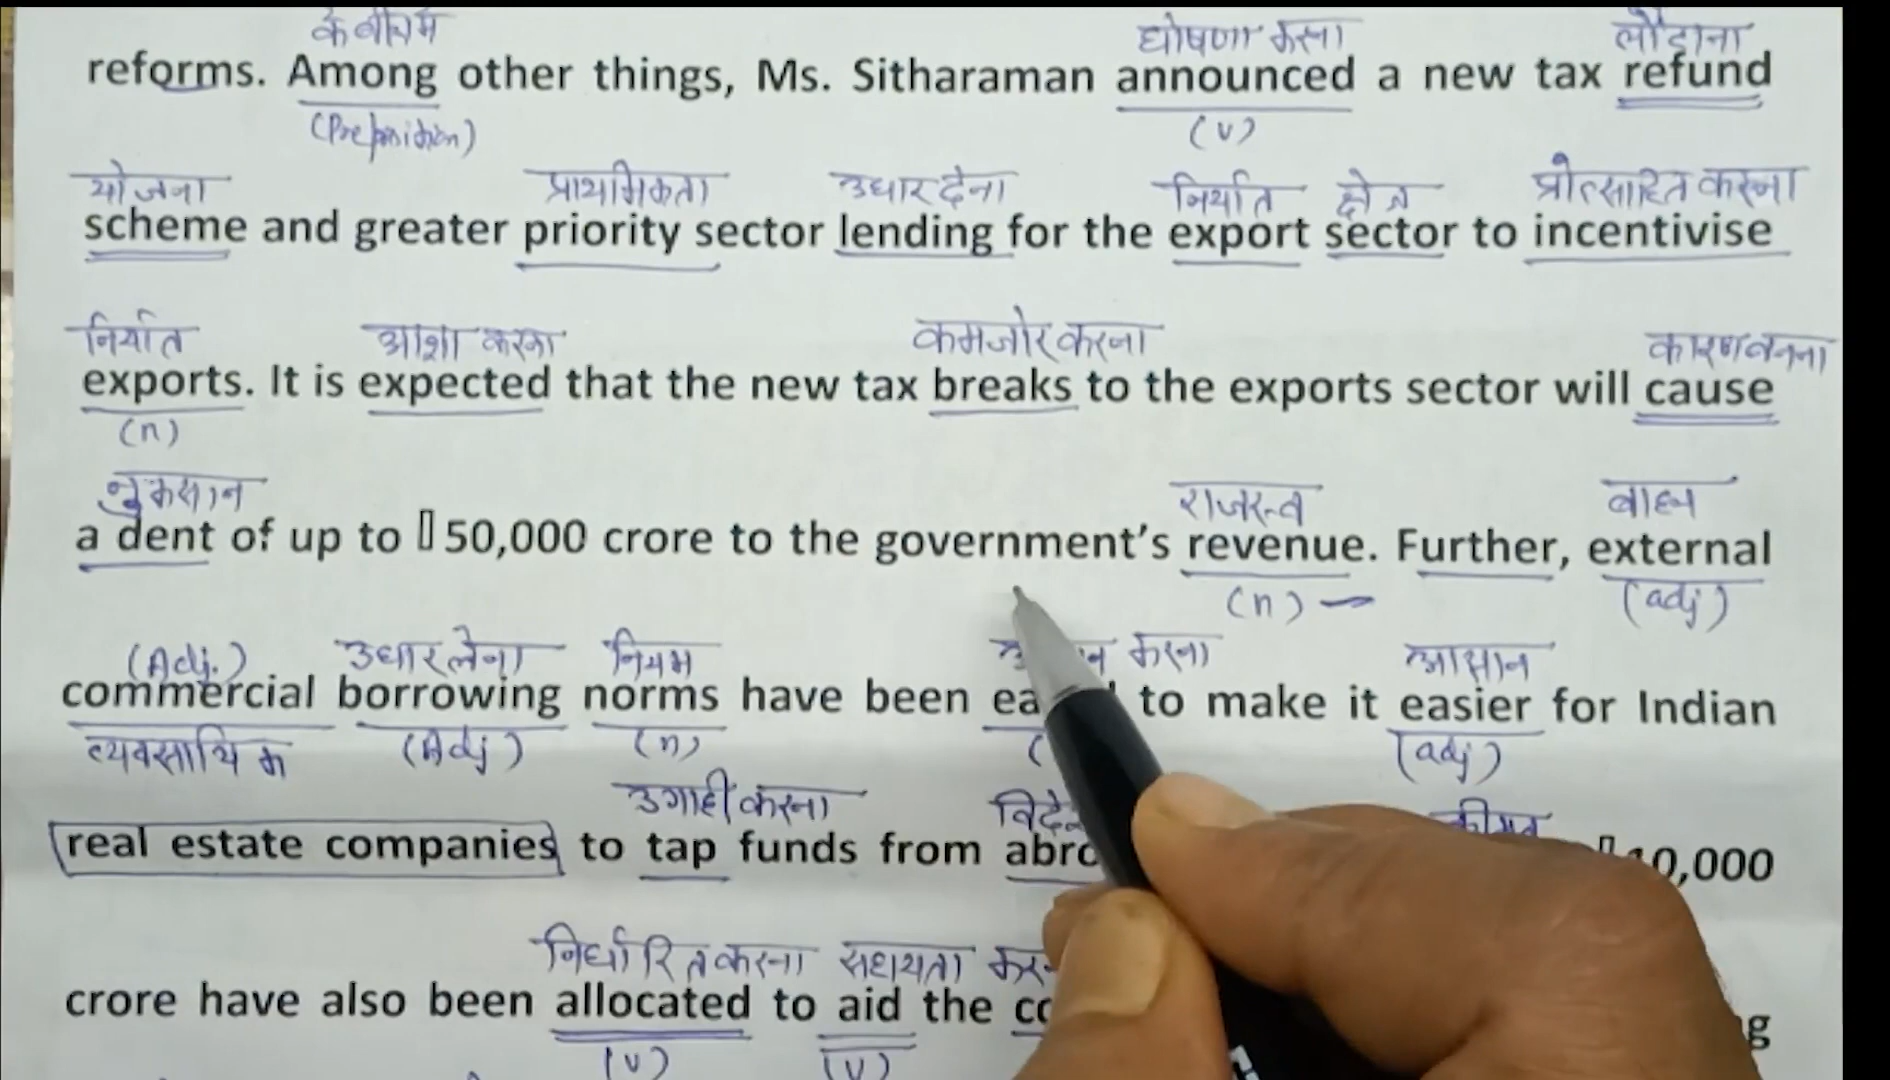 के बीच में घोषणा करना लौटाना
reforms. Among other things, Ms. Sitharaman announced a new tax refund
(Preposition) (v)
योजना प्राथमिकता उधार देना निर्यात क्षेत्र प्रोत्साहित करना
scheme and greater priority sector lending for the export sector to incentivise
निर्यात आशा करना कमजोर करना कारण बनना
exports. It is expected that the new tax breaks to the exports sector will cause
(n)
नुकसान राजस्व बाह्य
a dent of up to 50,000 crore to the government's revenue. Further, external
(n) (adj)
(Adj.) उधार लेना नियम करना आसान
commercial borrowing norms have been to make it easier for Indian
व्यवसायिक (Adj) (n) (adj)
उगाही करना कीमत
real estate companies to tap funds from 10,000
निर्धारित करना सहायता
crore have also been allocated to aid the
(v) (v)